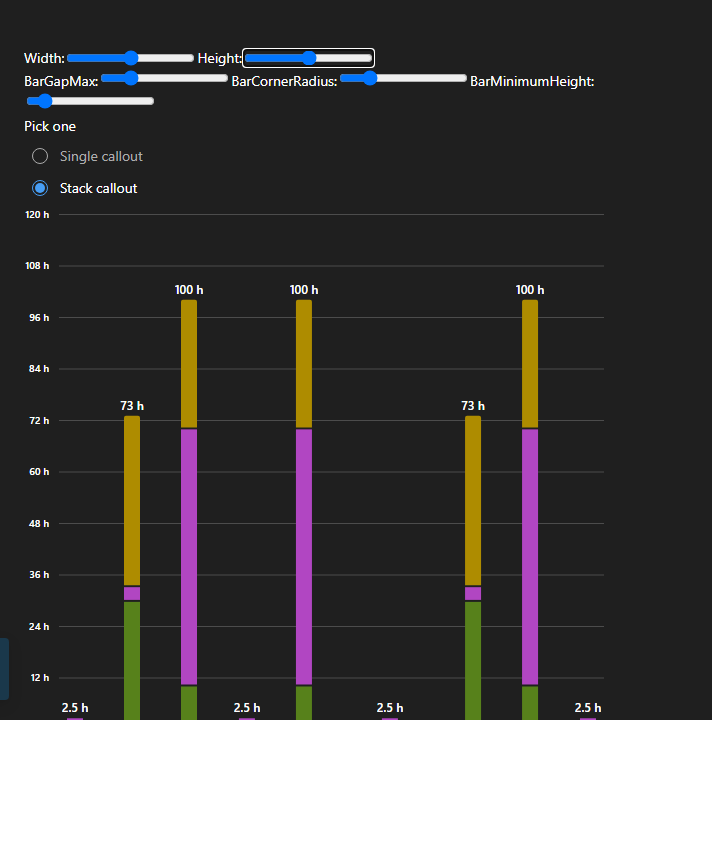 Width: Height:
BarGapMax: BarCornerRadius: BarMinimumHeight:
Pick one
Single callout
Stack callout
120 h
108 h
100 h 100 h 100 h
96 h
84 h
73 h 73 h
72 h
60 h
48 h
36 h
24 h
12 h
2.5 h 2.5 h 2.5 h 2.5 h